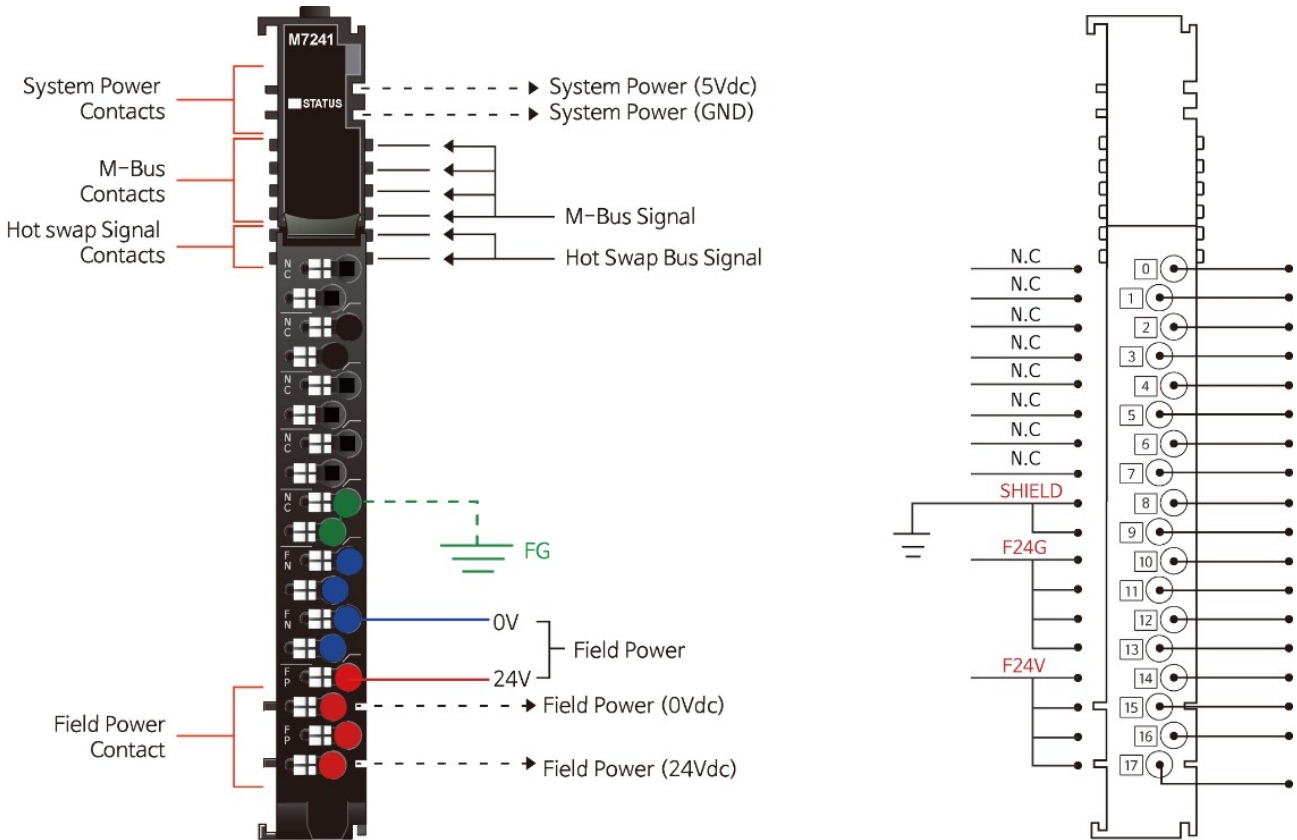 M7241
STATUS
System Power
Contacts
M-Bus
Contacts
Hot swap Signal
Contacts
System Power (5Vdc)
System Power (GND)
M-Bus Signal
Hot Swap Bus Signal
N
C
N
C
N
C
N
C
N
C
F
N
F
N
F
P
F
P
FG
0V
24V
Field Power
Field Power (0Vdc)
Field Power (24Vdc)
Field Power
Contact
N.C
N.C
N.C
N.C
N.C
N.C
N.C
N.C
SHIELD
F24G
F24V
0
1
2
3
4
5
6
7
8
9
10
11
12
13
14
15
16
17